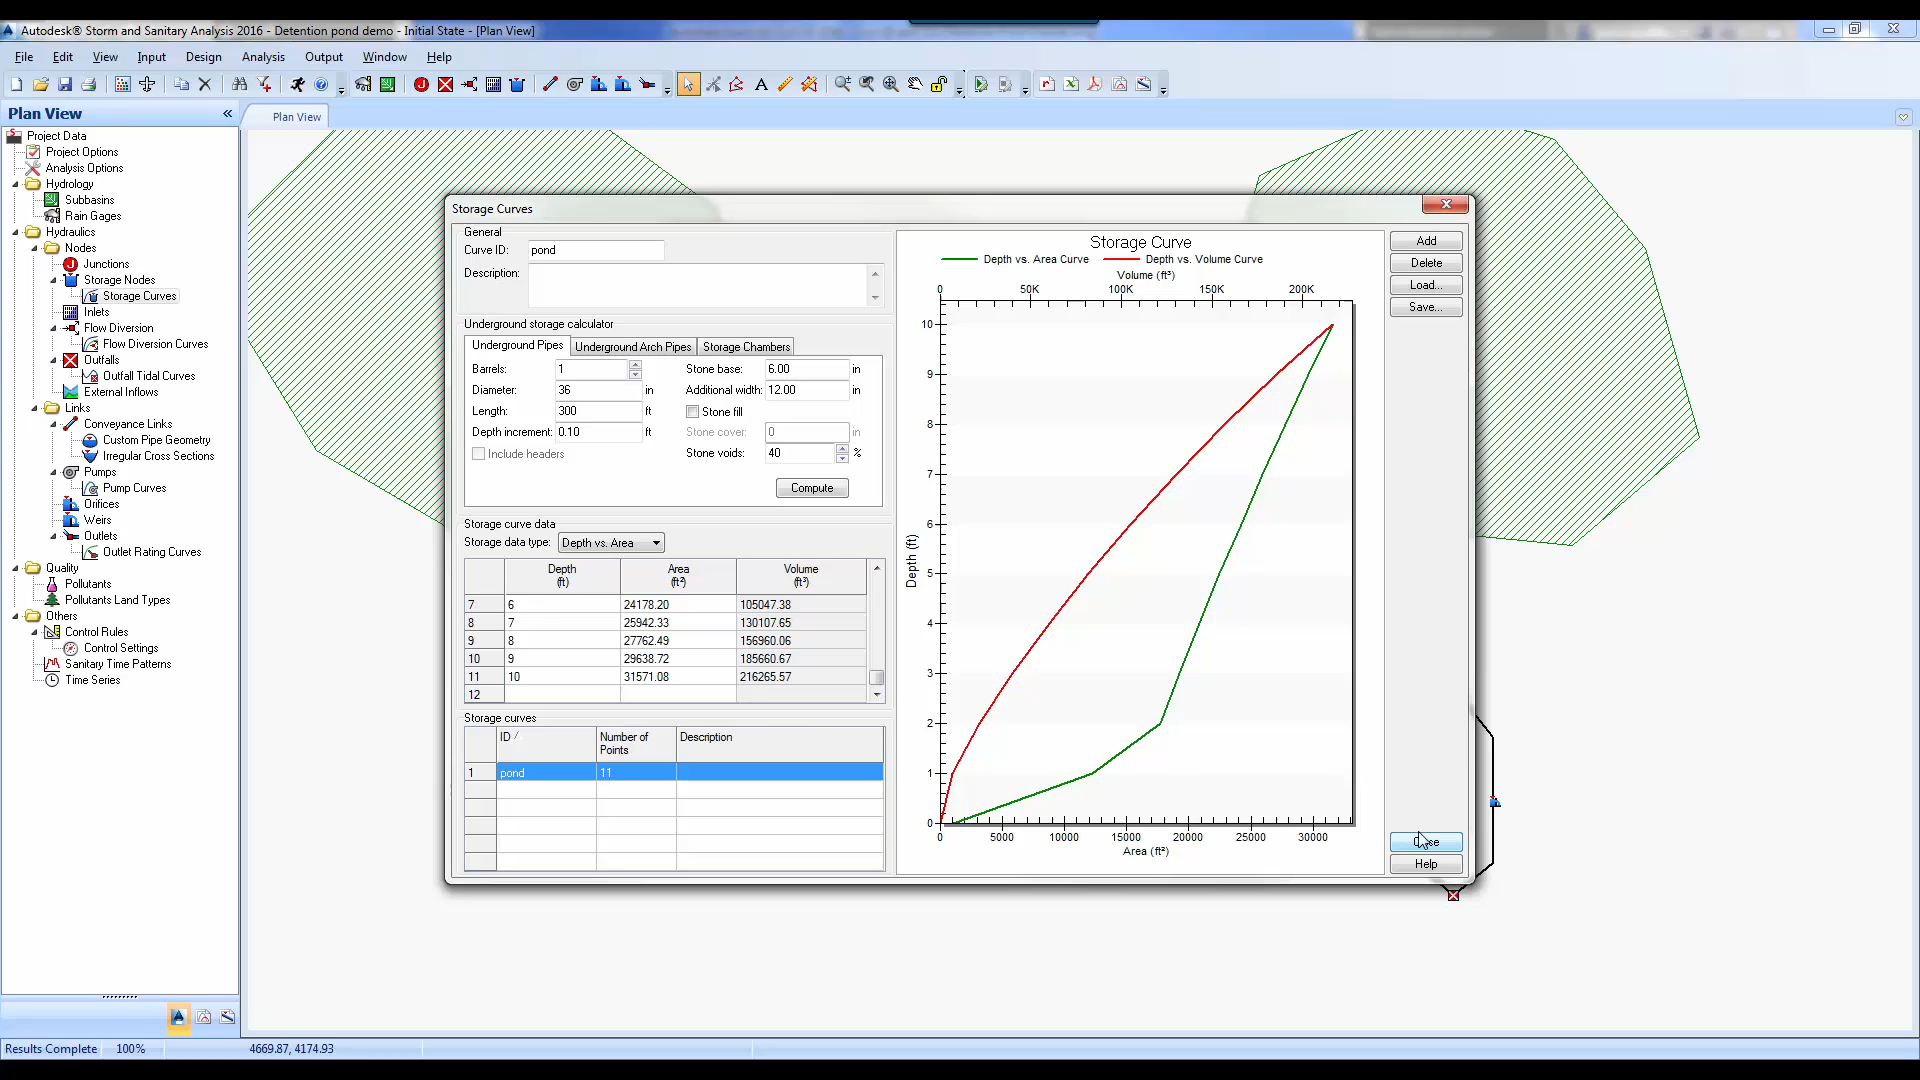 Autodesk® Storm and Sanitary Analysis 2016 - Detention pond demo - Initial State - [Plan View]
File Edit View Input Design Analysis Output Window Help
Plan View «
Plan View
Project Data
Project Options
Analysis Options
Hydrology
Subbasins
Rain Gages
Hydraulics
Nodes
Junctions
Storage Nodes
Storage Curves
Inlets
Flow Diversion
Flow Diversion Curves
Outfalls
Outfall Tidal Curves
External Inflows
Links
Conveyance Links
Custom Pipe Geometry
Irregular Cross Sections
Pumps
Pump Curves
Orifices
Weirs
Outlets
Outlet Rating Curves
Quality
Pollutants
Pollutants Land Types
Others
Control Rules
Control Settings
Sanitary Time Patterns
Time Series
Storage Curves
General
Curve ID: pond
Description:
Underground storage calculator
Underground Pipes Underground Arch Pipes Storage Chambers
Barrels: 1 Stone base: 6.00 in
Diameter: 36 in Additional width: 12.00 in
Length: 300 ft Stone fill
Depth increment: 0.10 ft Stone cover: 0 in
Include headers Stone voids: 40 %
Compute
Storage curve data
Storage data type: Depth vs. Area
Depth Area Volume
(ft) (ft²) (ft³)
7 6 24178.20 105047.38
8 7 25942.33 130107.65
9 8 27762.49 156960.06
10 9 29638.72 185660.67
11 10 31571.08 216265.57
12
Storage curves
ID / Number of Points Description
1 pond 11
Storage Curve
Depth vs. Area Curve Depth vs. Volume Curve
Volume (ft³)
0 50K 100K 150K 200K
10
9
8
7
6
5
4
3
2
1
0
Depth (ft)
0 5000 10000 15000 20000 25000 30000
Area (ft²)
Add
Delete
Load...
Save...
Help
Results Complete 100% 4669.87, 4174.93